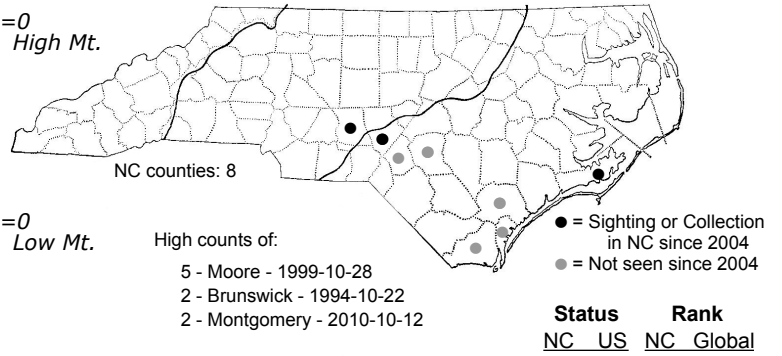 =0
High Mt.
NC counties: 8
=0
Low Mt.
High counts of:
5 - Moore - 1999-10-28
2 - Brunswick - 1994-10-22
2 - Montgomery - 2010-10-12
● = Sighting or Collection
in NC since 2004
● = Not seen since 2004
Status Rank
NC US NC Global